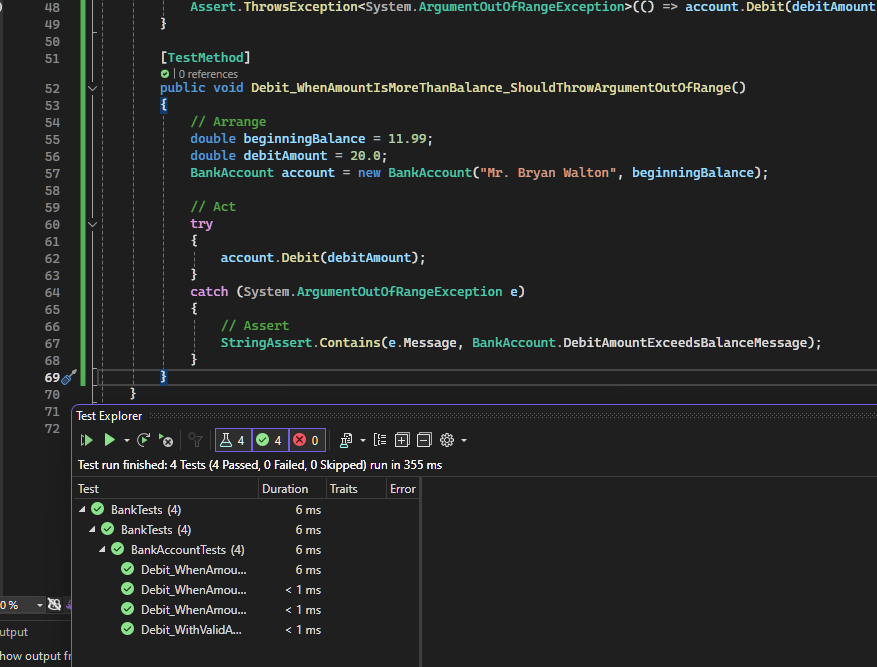 48 Assert.ThrowsException<System.ArgumentOutOfRangeException>(() => account.Debit(debitAmount
49 }
50
51 [TestMethod]
| 0 references
52 public void Debit_WhenAmountIsMoreThanBalance_ShouldThrowArgumentOutOfRange()
53 {
54 // Arrange
55 double beginningBalance = 11.99;
56 double debitAmount = 20.0;
57 BankAccount account = new BankAccount("Mr. Bryan Walton", beginningBalance);
58
59 // Act
60 try
61 {
62 account.Debit(debitAmount);
63 }
64 catch (System.ArgumentOutOfRangeException e)
65 {
66 // Assert
67 StringAssert.Contains(e.Message, BankAccount.DebitAmountExceedsBalanceMessage);
68 }
69 }
70 }
71
72
Test Explorer
4 4 0
Test run finished: 4 Tests (4 Passed, 0 Failed, 0 Skipped) run in 355 ms
Test Duration Traits Error
BankTests (4) 6 ms
BankTests (4) 6 ms
BankAccountTests (4) 6 ms
Debit_WhenAmou... 6 ms
Debit_WhenAmou... < 1 ms
Debit_WhenAmou... < 1 ms
Debit_WithValidA... < 1 ms
0 %
utput
how output fr